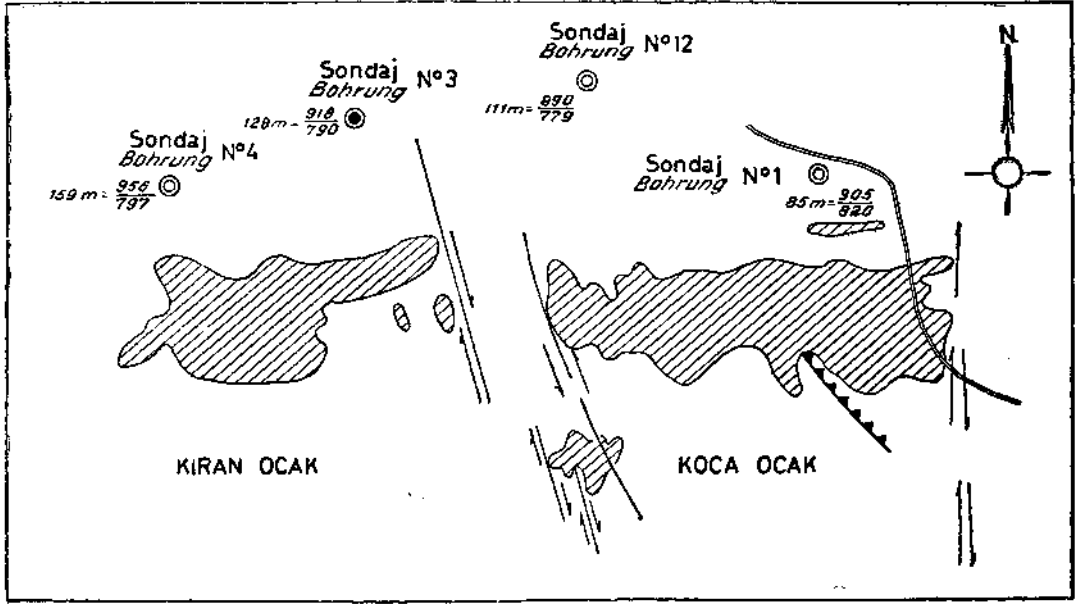 Sondaj
Bohrung N°12
111m= 890/779
Sondaj
Bohrung N°3
128m= 918/790
Sondaj
Bohrung N°4
159 m= 956/797
Sondaj
Bohrung N°1
85m= 905/820
N
KIRAN OCAK
KOCA OCAK